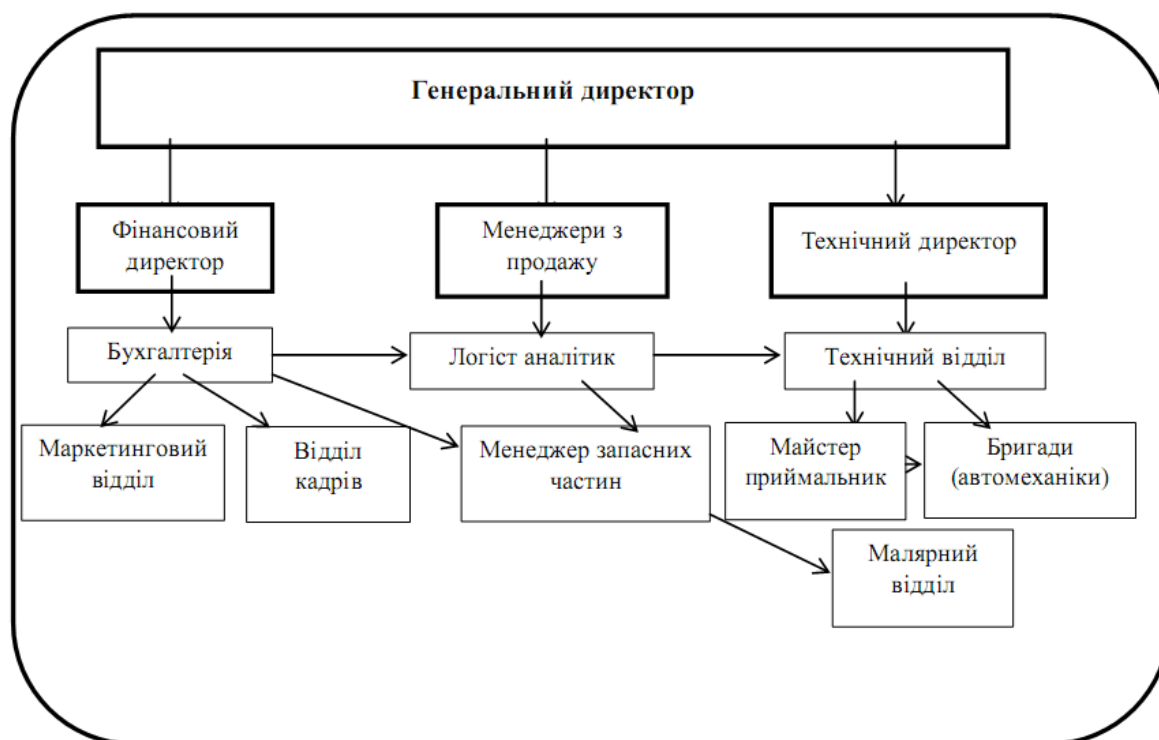 Генеральний директор
Фінансовий
директор
Менеджери з
продажу
Технічний директор
Бухгалтерія
Логіст аналітик
Технічний відділ
Маркетинговий
відділ
Відділ
кадрів
Менеджер запасних
частин
Майстер
приймальник
Бригади
(автомеханіки)
Малярний
відділ